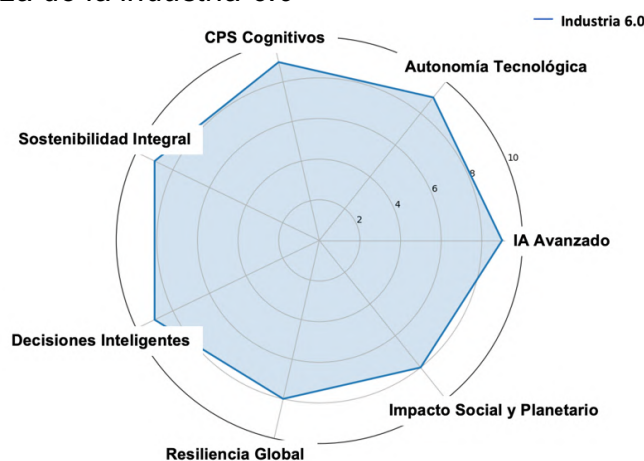 Industria 6.0
CPS Cognitivos
Autonomía Tecnológica
Sostenibilidad Integral
10
8
6
4
2
IA Avanzado
Decisiones Inteligentes
Impacto Social y Planetario
Resiliencia Global